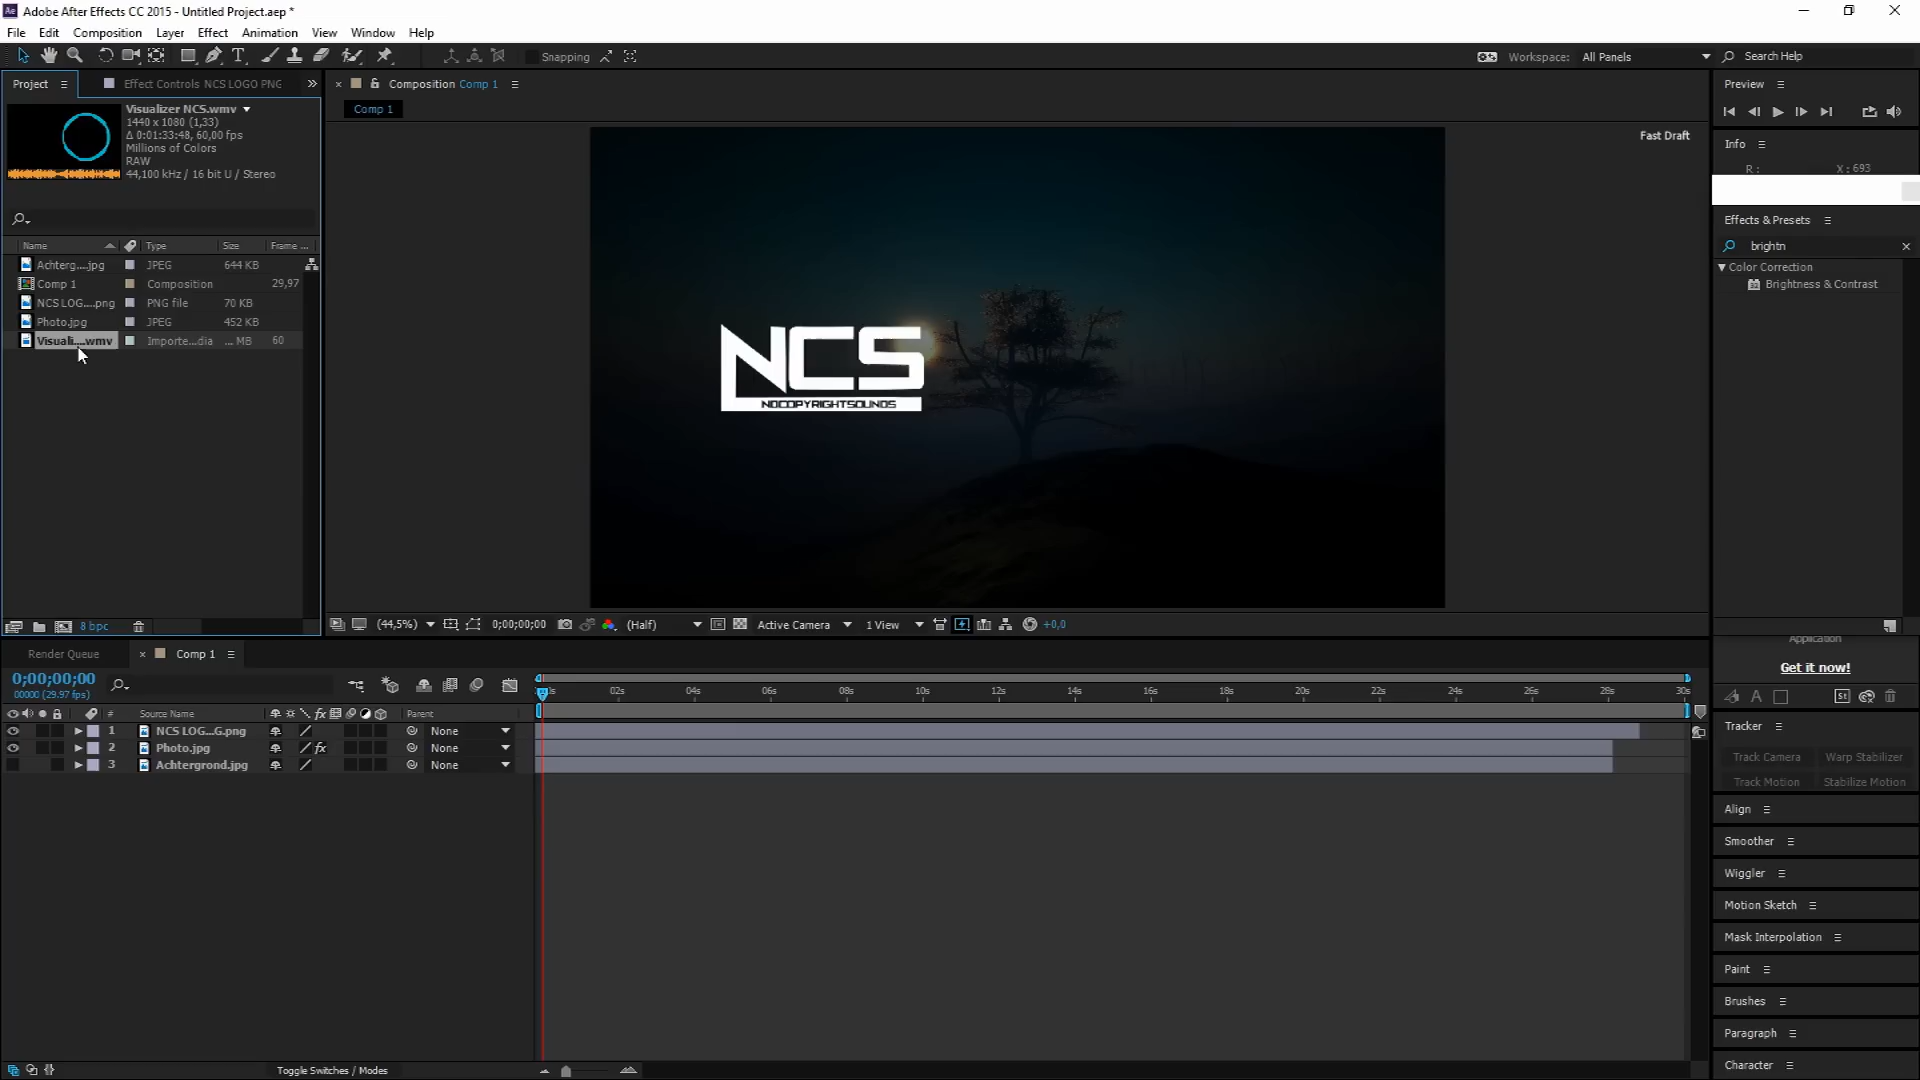 Adobe After Effects CC 2015 - Untitled Project.aep *
File Edit Composition Layer Effect Animation View Window Help
Snapping
Workspace: All Panels
Search Help
Project
Effect Controls NCS LOGO PNG
Composition Comp 1
Comp 1
Visualizer NCS.wmv
1440 x 1080 (1,33)
Δ 0:01:33:48, 60,00 fps
Millions of Colors
RAW
44,100 kHz / 16 bit U / Stereo
Name Type Size Frame ...
Achterg....jpg JPEG 644 KB
Comp 1 Composition 29,97
NCS LOG....png PNG file 70 KB
Photo.jpg JPEG 452 KB
Visuali....wmv Importe...dia ... MB 60
8 bpc
Fast Draft
NCS
NOCOPYRIGHTSOUNDS
(44,5%) 0;00;00;00 (Half) Active Camera 1 View +0,0
Preview
Info
R: X: 693
Effects & Presets
brightn
Color Correction
Brightness & Contrast
Application
Get it now!
Tracker
Track Camera Warp Stabilizer
Track Motion Stabilize Motion
Align
Smoother
Wiggler
Motion Sketch
Mask Interpolation
Paint
Brushes
Paragraph
Character
Render Queue Comp 1
0;00;00;00
00000 (29.97 fps)
02s 04s 06s 08s 10s 12s 14s 16s 18s 20s 22s 24s 26s 28s 30s
# Source Name Parent
1 NCS LOG...G.png None
2 Photo.jpg fx None
3 Achtergrond.jpg None
Toggle Switches / Modes